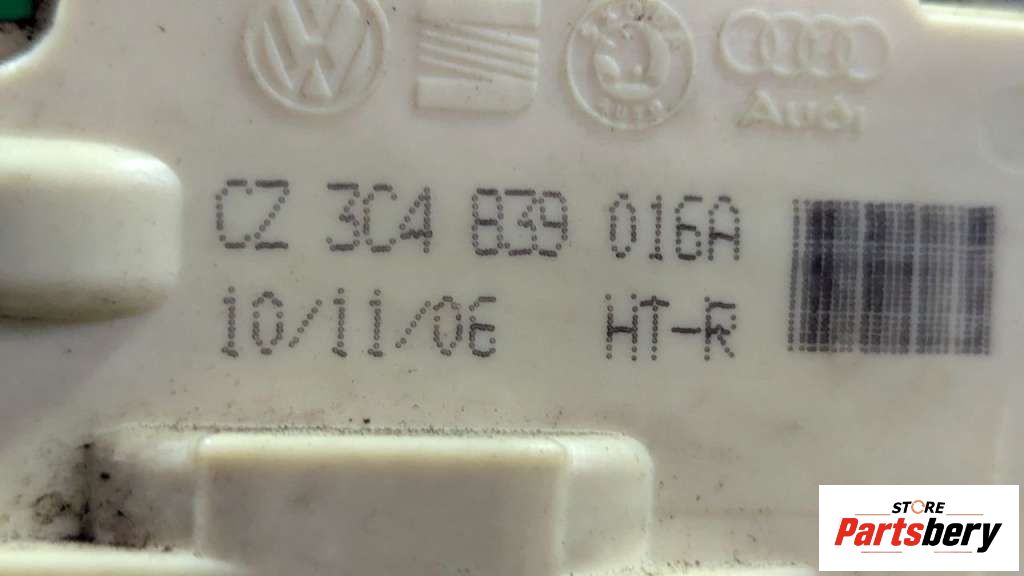 Audi
CZ 3C4 839 016A
10/11/06 HT-R
STORE
Partsbery